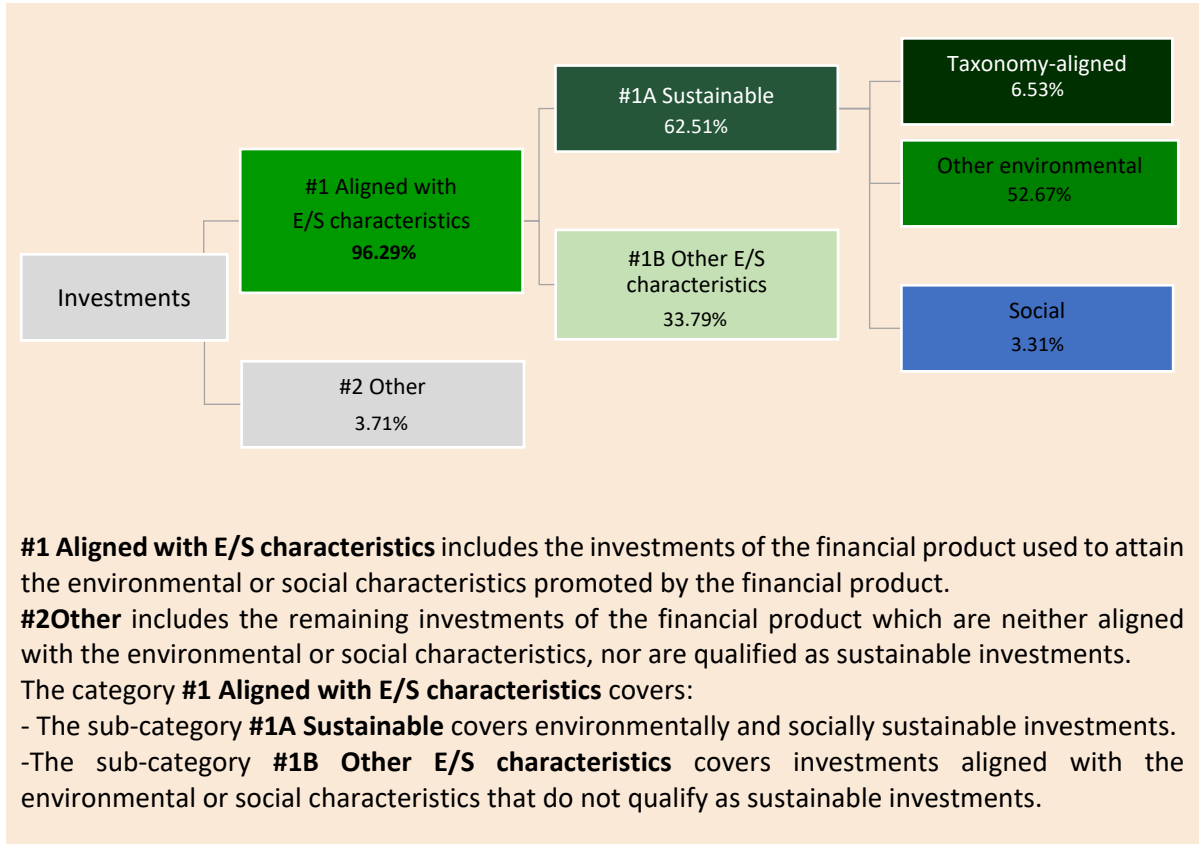 Investments
#1 Aligned with
E/S characteristics
96.29%
#2 Other
3.71%
#1A Sustainable
62.51%
#1B Other E/S
characteristics
33.79%
Taxonomy-aligned
6.53%
Other environmental
52.67%
Social
3.31%
#1 Aligned with E/S characteristics includes the investments of the financial product used to attain
the environmental or social characteristics promoted by the financial product.
#2Other includes the remaining investments of the financial product which are neither aligned
with the environmental or social characteristics, nor are qualified as sustainable investments.
The category #1 Aligned with E/S characteristics covers:
- The sub-category #1A Sustainable covers environmentally and socially sustainable investments.
-The sub-category #1B Other E/S characteristics covers investments aligned with the
environmental or social characteristics that do not qualify as sustainable investments.